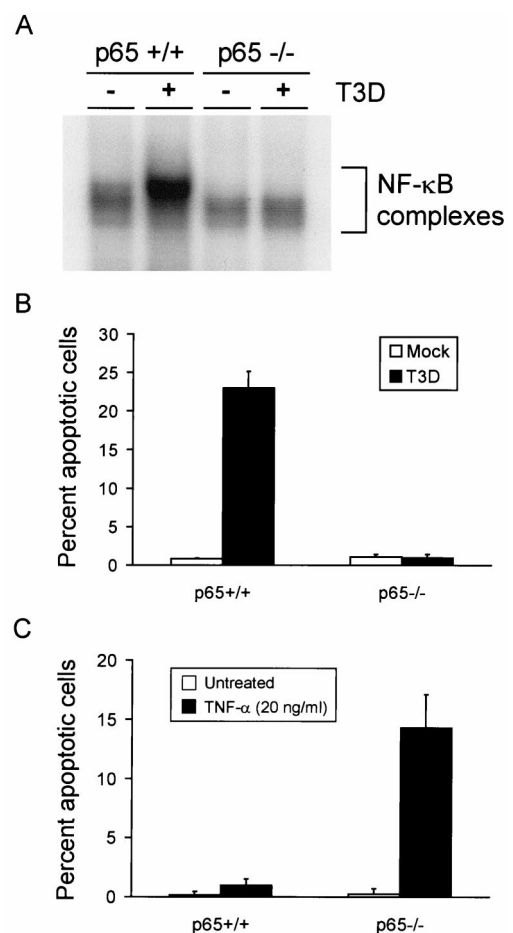 A
p65 +/+ p65 -/-
- + - + T3D
NF-κB
complexes
B
Percent apoptotic cells
30
25
20
15
10
5
0
Mock
T3D
p65+/+ p65-/-
C
Percent apoptotic cells
20
15
10
5
0
Untreated
TNF-α (20 ng/ml)
p65+/+ p65-/-